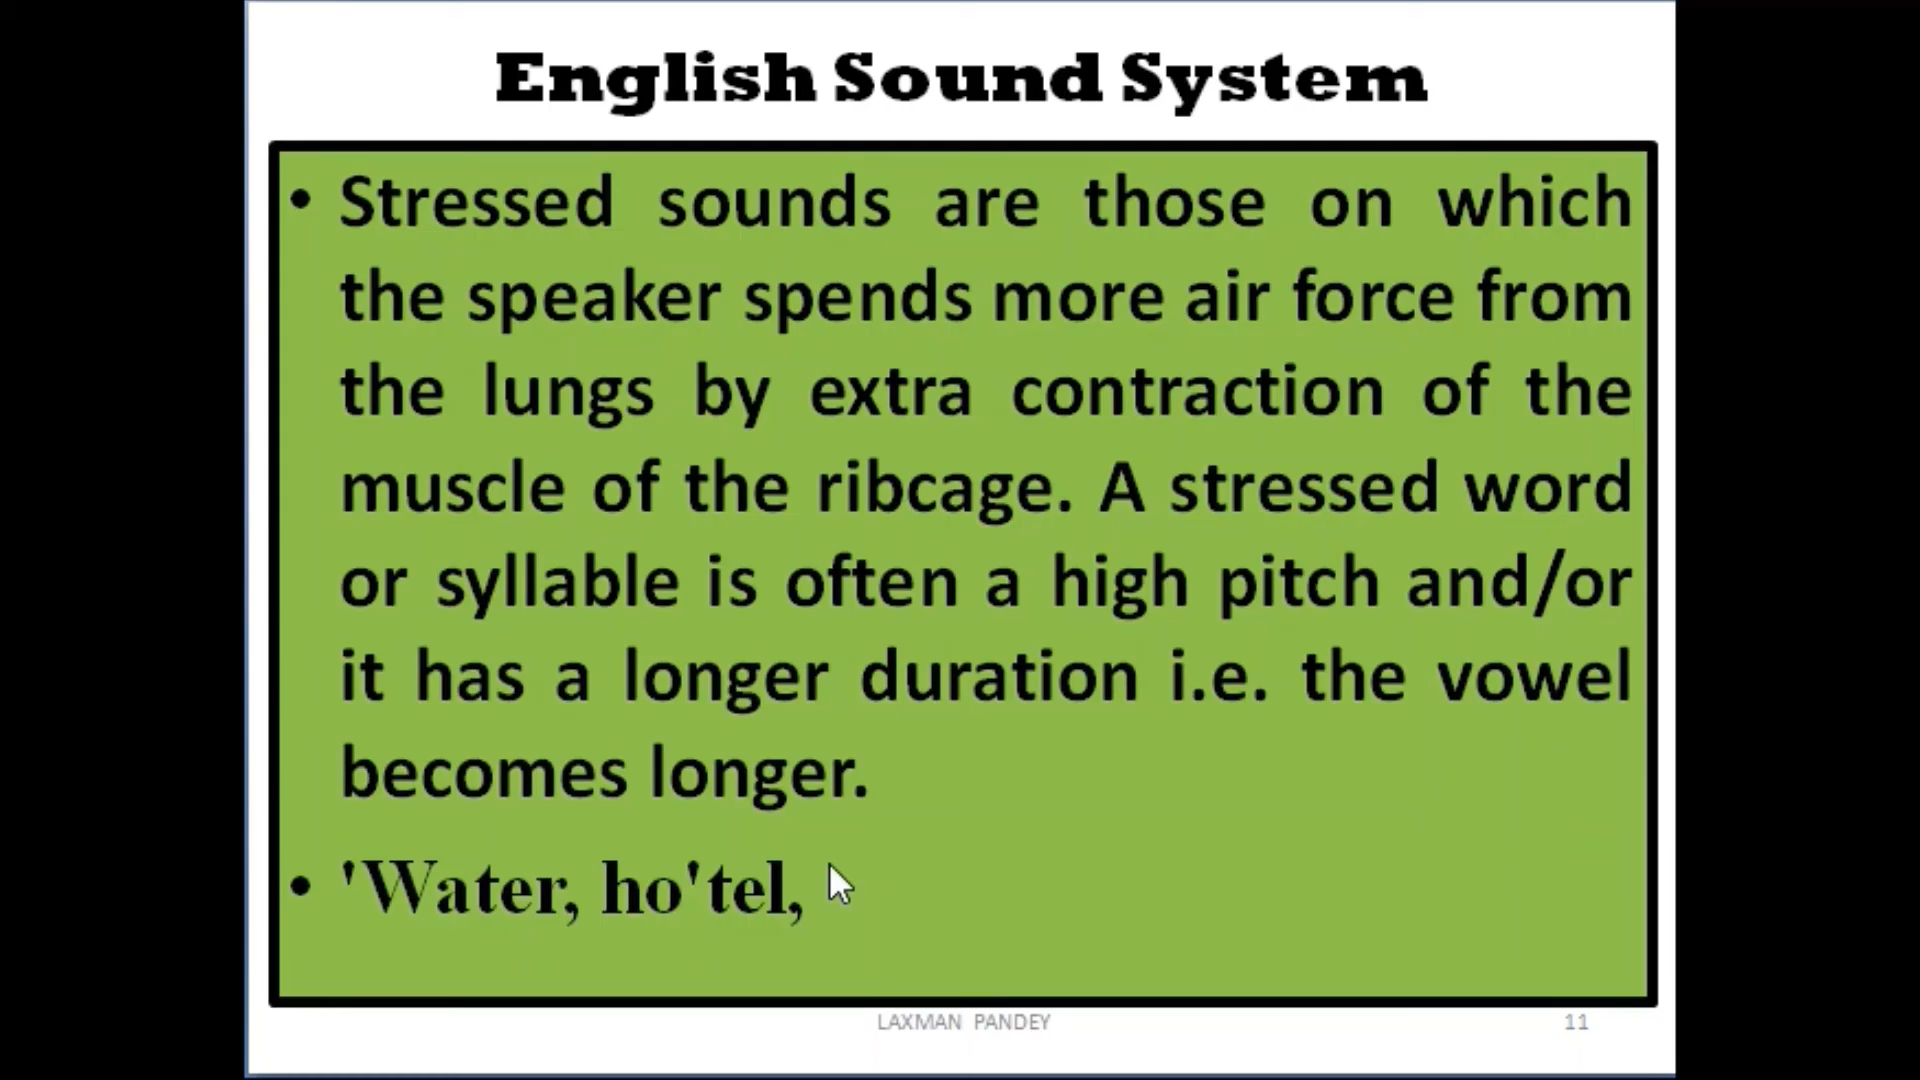 English Sound System
• Stressed sounds are those on which
the speaker spends more air force from
the lungs by extra contraction of the
muscle of the ribcage. A stressed word
or syllable is often a high pitch and/or
it has a longer duration i.e. the vowel
becomes longer.
• 'Water, ho'tel,
LAXMAN PANDEY
11